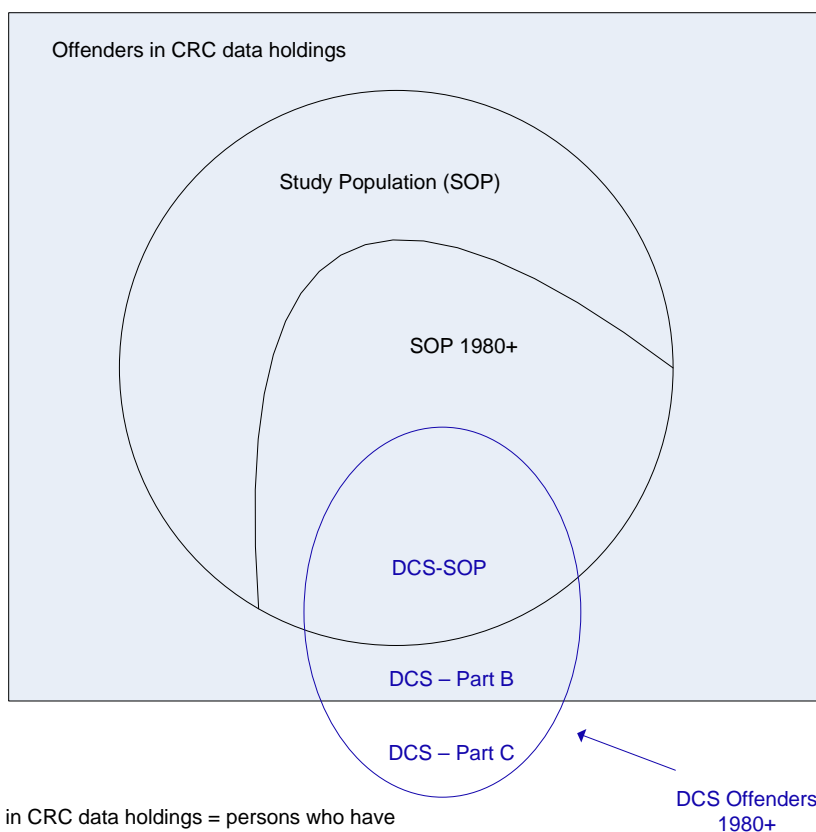 Offenders in CRC data holdings
Study Population (SOP)
SOP 1980+
DCS-SOP
DCS – Part B
DCS – Part C
DCS Offenders
1980+
in CRC data holdings = persons who have